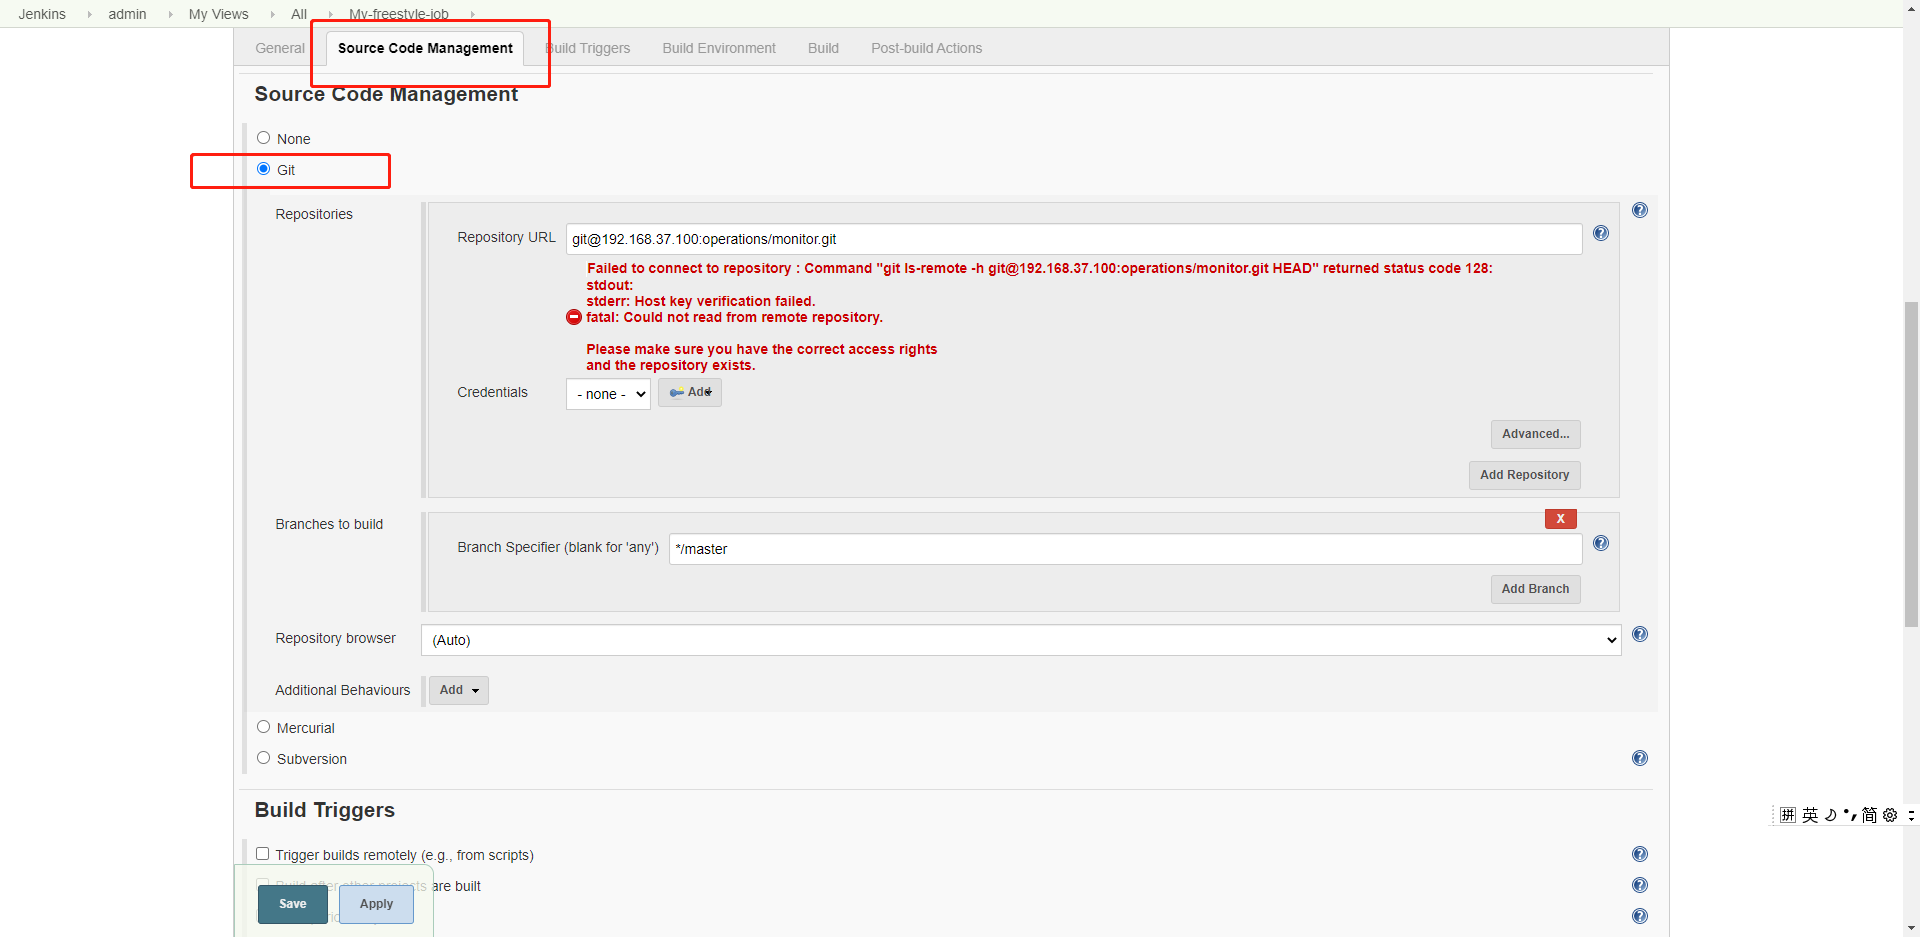 Jenkins admin My Views All My-freestyle-job
General Source Code Management Build Triggers Build Environment Build Post-build Actions
Source Code Management
None
Git
Repositories
Repository URL git@192.168.37.100:operations/monitor.git
Failed to connect to repository : Command "git ls-remote -h git@192.168.37.100:operations/monitor.git HEAD" returned status code 128:
stdout:
stderr: Host key verification failed.
fatal: Could not read from remote repository.
Please make sure you have the correct access rights
and the repository exists.
Credentials - none - Add
Advanced...
Add Repository
Branches to build
X
Branch Specifier (blank for 'any') */master
Add Branch
Repository browser (Auto)
Additional Behaviours Add
Mercurial
Subversion
Build Triggers
拼 英 简
Trigger builds remotely (e.g., from scripts)
Build after other projects are built
Save Apply